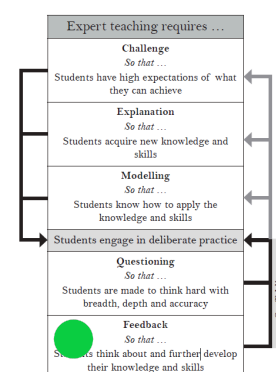 Expert teaching requires …
Challenge
So that …
Students have high expectations of what
they can achieve
Explanation
So that …
Students acquire new knowledge and
skills
Modelling
So that …
Students know how to apply the
knowledge and skills
Students engage in deliberate practice
Questioning
So that …
Students are made to think hard with
breadth, depth and accuracy
Feedback
So that …
think about and further develop
their knowledge and skills